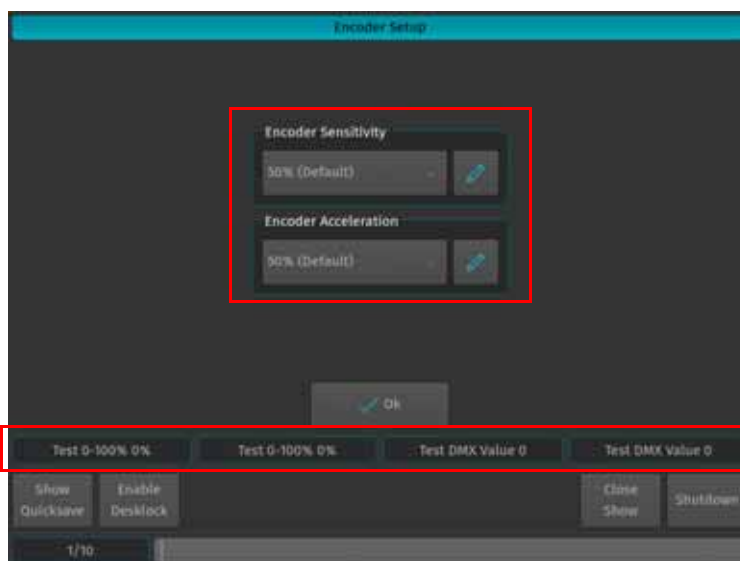 Encoder Setup
Encoder Sensitivity
50% (Default)
Encoder Acceleration
50% (Default)
Ok
Test 0-100% 0%
Test 0-100% 0%
Test DMX Value 0
Test DMX Value 0
Show
Quicksave
Enable
Desklock
Close
Show
Shutdown
1/10